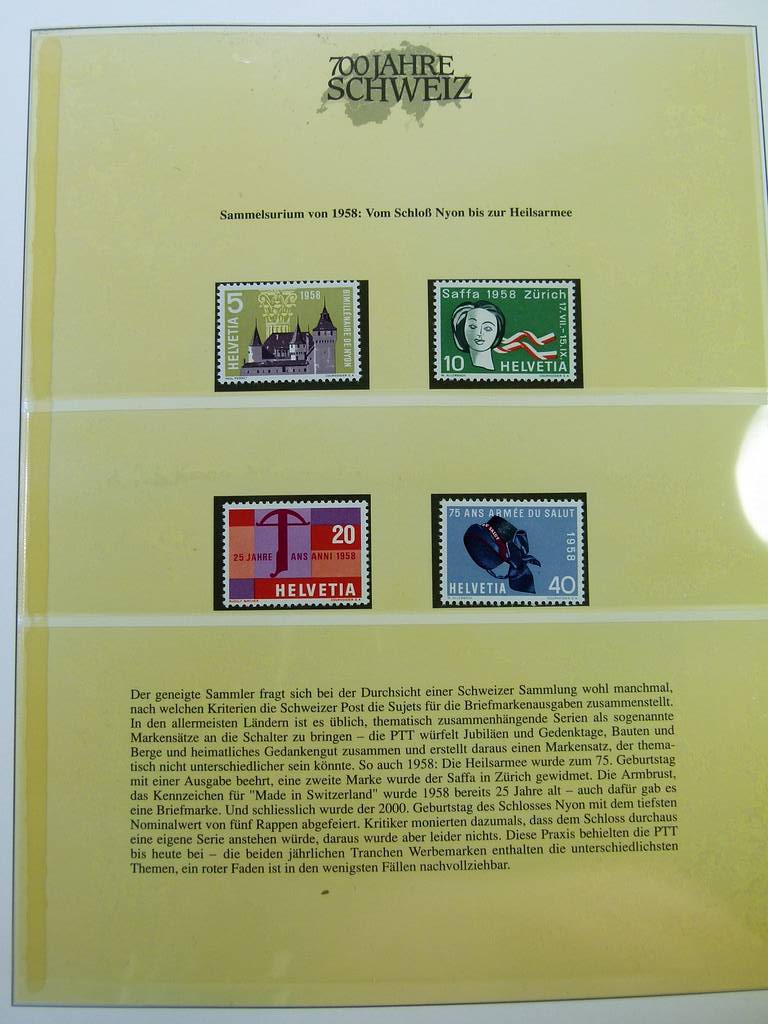 700 JAHRE
SCHWEIZ
Sammelsurium von 1958: Vom Schloß Nyon bis zur Heilsarmee
5
1958
HELVETIA
BIMILLÉNAIRE DE NYON
Saffa 1958 Zürich
17.VII.-15.IX.
10 HELVETIA
20
25 JAHRE ANS ANNI 1958
HELVETIA
75 ANS ARMÉE DU SALUT
1958
HELVETIA 40
Der geneigte Sammler fragt sich bei der Durchsicht einer Schweizer Sammlung wohl manchmal,
nach welchen Kriterien die Schweizer Post die Sujets für die Briefmarkenausgaben zusammenstellt.
In den allermeisten Ländern ist es üblich, thematisch zusammenhängende Serien als sogenannte
Markensätze an die Schalter zu bringen – die PTT würfelt Jubiläen und Gedenktage, Bauten und
Berge und heimatliches Gedankengut zusammen und erstellt daraus einen Markensatz, der thema-
tisch nicht unterschiedlicher sein könnte. So auch 1958: Die Heilsarmee wurde zum 75. Geburtstag
mit einer Ausgabe beehrt, eine zweite Marke wurde der Saffa in Zürich gewidmet. Die Armbrust,
das Kennzeichen für "Made in Switzerland" wurde 1958 bereits 25 Jahre alt – auch dafür gab es
eine Briefmarke. Und schliesslich wurde der 2000. Geburtstag des Schlosses Nyon mit dem tiefsten
Nominalwert von fünf Rappen abgefeiert. Kritiker monierten dazumals, dass dem Schloss durchaus
eine eigene Serie anstehen würde, daraus wurde aber leider nichts. Diese Praxis behielten die PTT
bis heute bei – die beiden jährlichen Tranchen Werbemarken enthalten die unterschiedlichsten
Themen, ein roter Faden ist in den wenigsten Fällen nachvollziehbar.